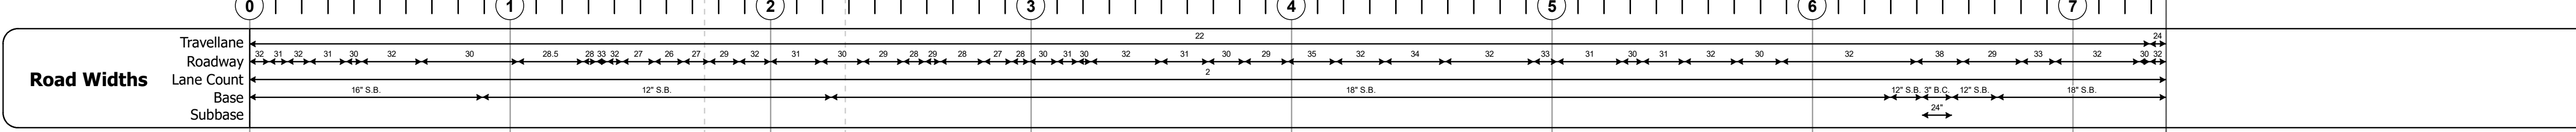 0 1 2 3 4 5 6 7
Travellane 22 24
Road Widths
Roadway 32 31 32 31 30 32 30 28.5 28 33 32 27 26 27 29 32 31 30 29 28 29 28 27 28 30 31 30 32 31 30 29 35 32 34 32 33 31 30 31 32 30 32 38 29 33 32 30 32
Lane Count 2
Base 16" S.B. 12" S.B. 18" S.B. 12" S.B. 3" B.C. 12" S.B. 18" S.B.
Subbase 24"